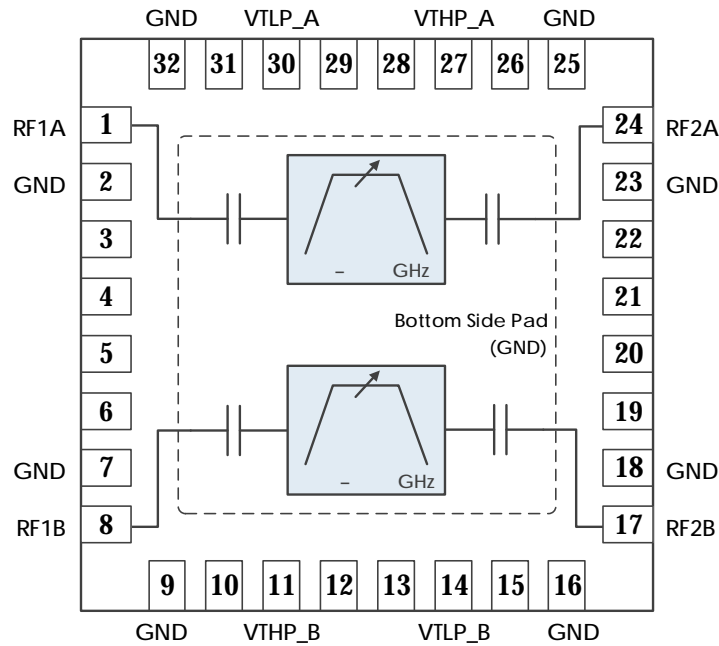 GND VTLP_A VTHP_A GND
32 31 30 29 28 27 26 25
RF1A 1 24 RF2A
GND 2 23 GND
3 22
– GHz
4 21
Bottom Side Pad
(GND)
5 20
6 19
GND 7 18 GND
– GHz
RF1B 8 17 RF2B
9 10 11 12 13 14 15 16
GND VTHP_B VTLP_B GND